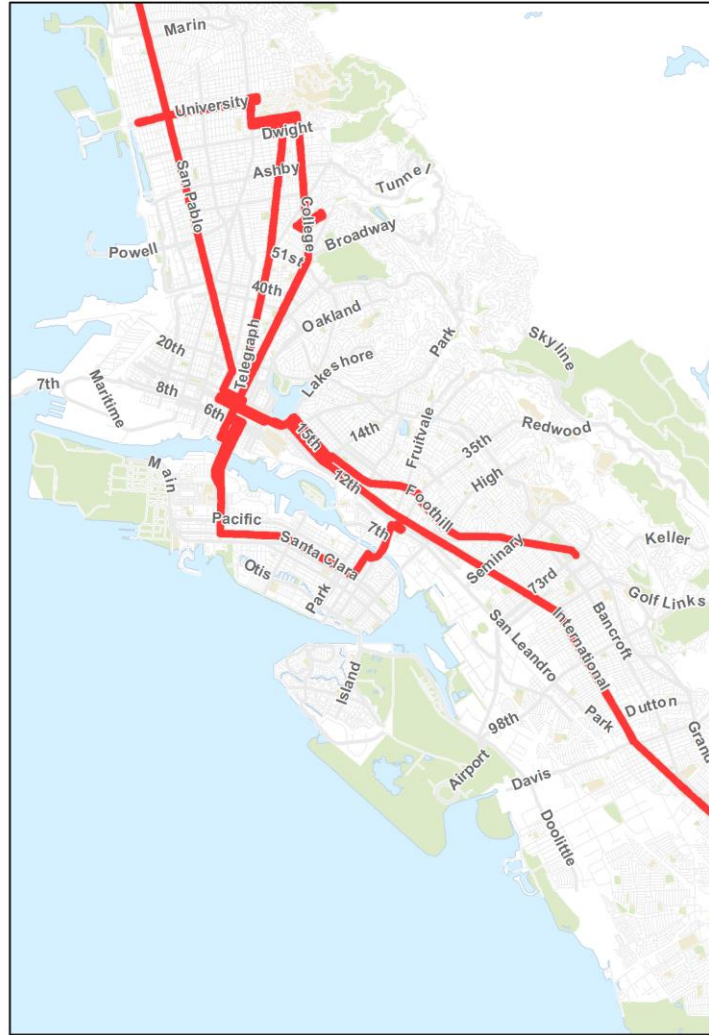 Marin
University
Dwight
Ashby
Tunnel
San Pablo
College
Broadway
Powell
51st
40th
Oakland
Telegraph
20th
Lakeshore
Park
Skyline
7th
Maritime
8th
6th
15th
14th
Fruitvale
35th
Redwood
12th
High
Main
Foothill
Pacific
7th
Santa Clara
Seminary
Keller
Otis
Park
73rd
Golf Links
Bancroft
San Leandro
International
Island
Park
Dutton
98th
Grand
Airport
Davis
Doolittle